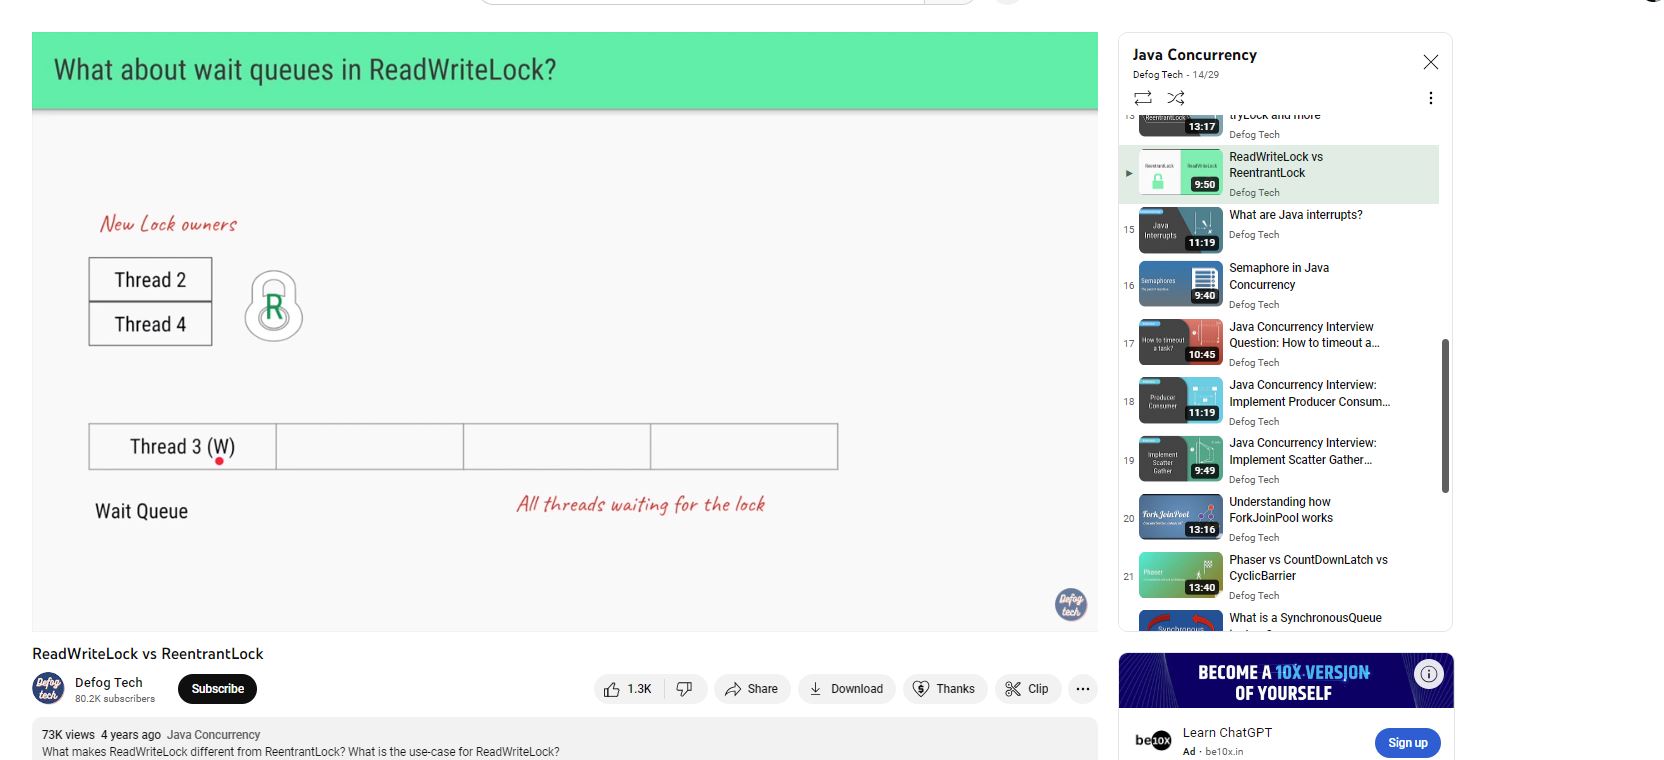 What about wait queues in ReadWriteLock?
New Lock owners
Thread 2
Thread 4
R
Thread 3 (W)
Wait Queue
All threads waiting for the lock
Defog
tech
ReadWriteLock vs ReentrantLock
Defog
tech
Defog Tech
80.2K subscribers
Subscribe
1.3K
Share
Download
Thanks
Clip
73K views 4 years ago Java Concurrency
What makes ReadWriteLock different from ReentrantLock? What is the use-case for ReadWriteLock?
Java Concurrency
Defog Tech - 14/29
13
ReentrantLock
13:17
tryLock and more
Defog Tech
ReentrantLock
ReadWriteLock
9:50
ReadWriteLock vs
ReentrantLock
Defog Tech
15
Java
Interrupts
11:19
What are Java interrupts?
Defog Tech
16
Semaphores
9:40
Semaphore in Java
Concurrency
Defog Tech
17
How to timeout
a task?
10:45
Java Concurrency Interview
Question: How to timeout a...
Defog Tech
18
Producer
Consumer
11:19
Java Concurrency Interview:
Implement Producer Consum...
Defog Tech
19
Implement
Scatter
Gather
9:49
Java Concurrency Interview:
Implement Scatter Gather...
Defog Tech
20
ForkJoinPool
13:16
Understanding how
ForkJoinPool works
Defog Tech
21
Phaser
13:40
Phaser vs CountDownLatch vs
CyclicBarrier
Defog Tech
Synchronous
What is a SynchronousQueue
BECOME A 10X VERSION
OF YOURSELF
be10x
Learn ChatGPT
Ad · be10x.in
Sign up